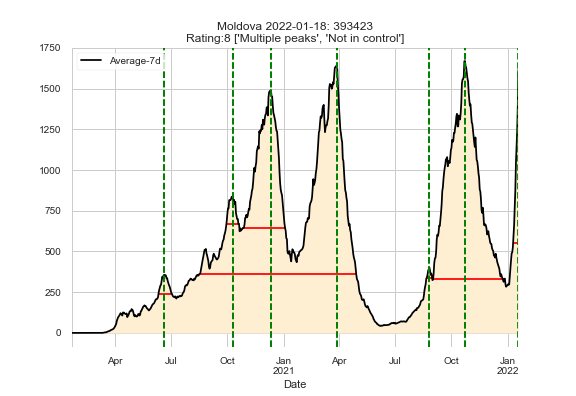 Moldova 2022-01-18: 393423
Rating:8 ['Multiple peaks', 'Not in control']
1750
Average-7d
1500
1250
1000
750
500
250
0
Apr Jul Oct Jan Apr Jul Oct Jan
2021 2022
Date